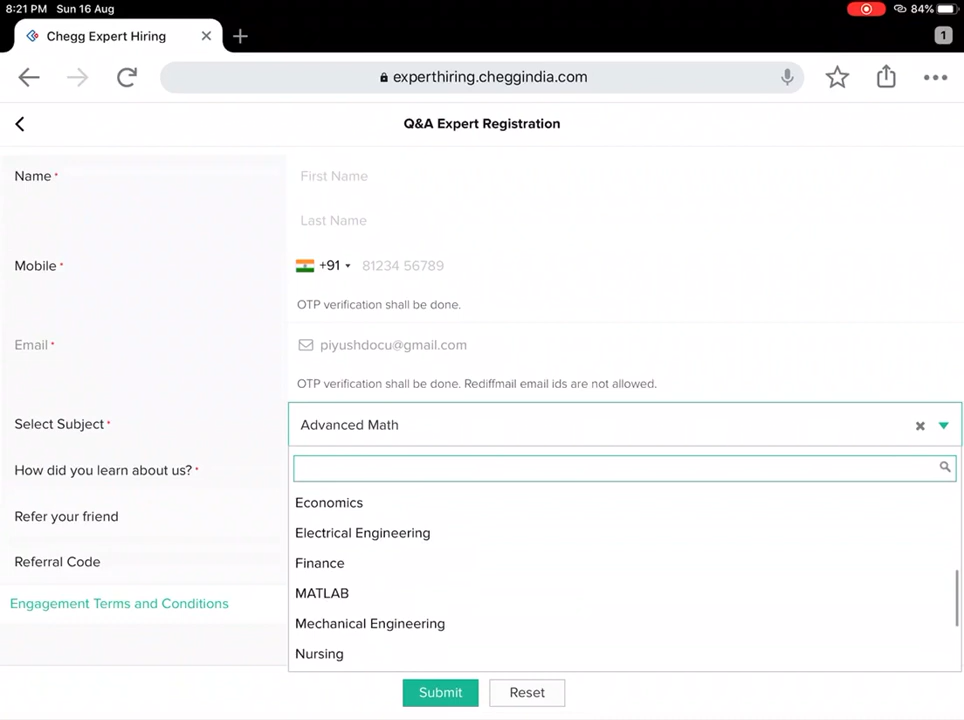 8:21 PM Sun 16 Aug
84%
Chegg Expert Hiring
1
experthiring.cheggindia.com
Q&A Expert Registration
Name *
First Name
Last Name
Mobile *
+91
81234 56789
OTP verification shall be done.
Email *
piyushdocu@gmail.com
OTP verification shall be done. Rediffmail email ids are not allowed.
Select Subject *
Advanced Math
How did you learn about us? *
Economics
Refer your friend
Electrical Engineering
Referral Code
Finance
MATLAB
Engagement Terms and Conditions
Mechanical Engineering
Nursing
Submit
Reset